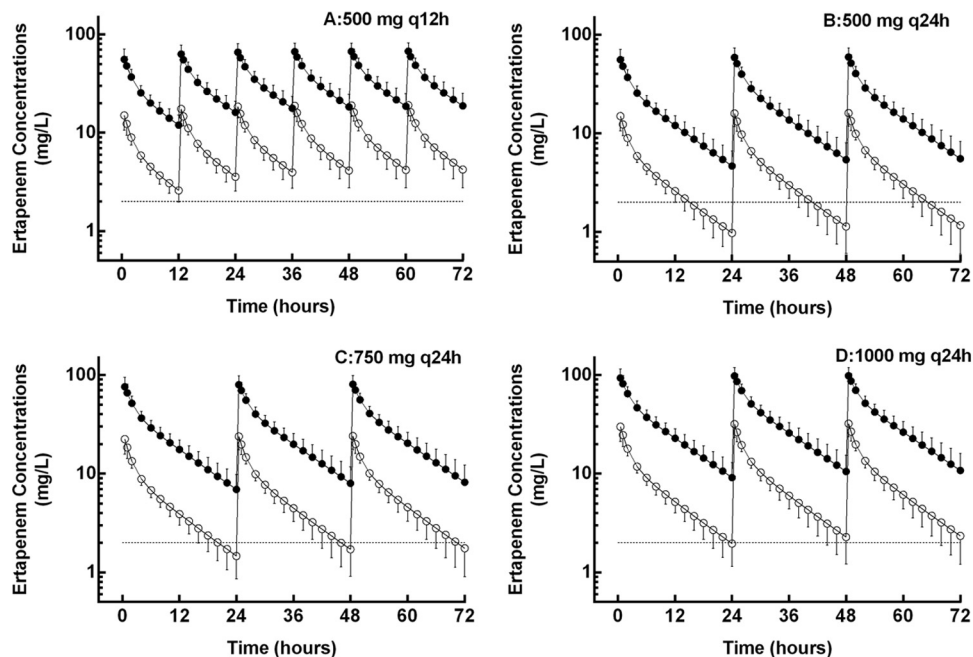 A:500 mg q12h
Ertapenem Concentrations
(mg/L)
100
10
1
0 12 24 36 48 60 72
Time (hours)
B:500 mg q24h
Ertapenem Concentrations
(mg/L)
100
10
1
0 12 24 36 48 60 72
Time (hours)
C:750 mg q24h
Ertapenem Concentrations
(mg/L)
100
10
1
0 12 24 36 48 60 72
Time (hours)
D:1000 mg q24h
Ertapenem Concentrations
(mg/L)
100
10
1
0 12 24 36 48 60 72
Time (hours)